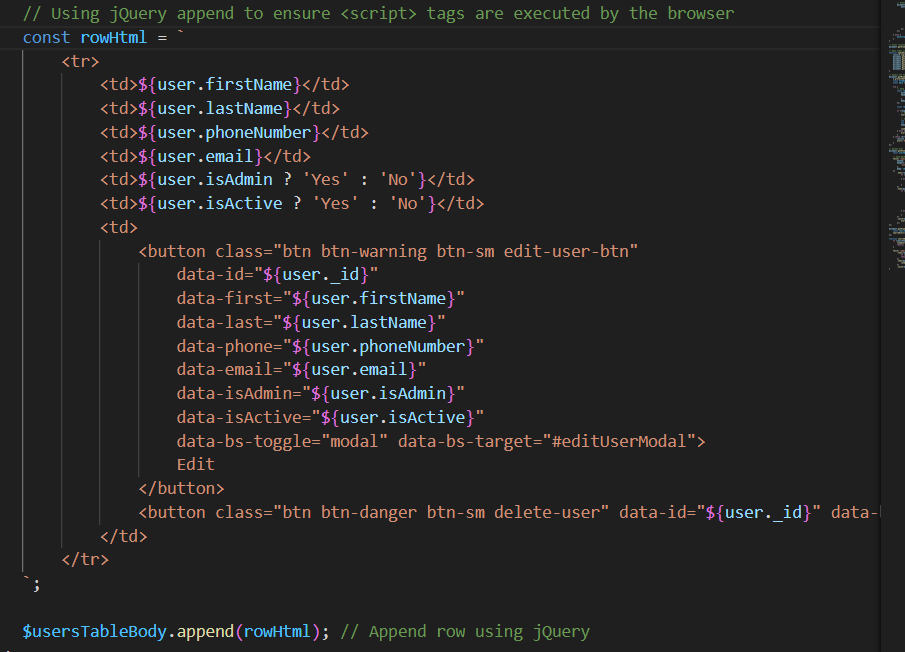 // Using jQuery append to ensure <script> tags are executed by the browser
const rowHtml = `
<tr>
<td>${user.firstName}</td>
<td>${user.lastName}</td>
<td>${user.phoneNumber}</td>
<td>${user.email}</td>
<td>${user.isAdmin ? 'Yes' : 'No'}</td>
<td>${user.isActive ? 'Yes' : 'No'}</td>
<td>
<button class="btn btn-warning btn-sm edit-user-btn"
data-id="${user._id}"
data-first="${user.firstName}"
data-last="${user.lastName}"
data-phone="${user.phoneNumber}"
data-email="${user.email}"
data-isAdmin="${user.isAdmin}"
data-isActive="${user.isActive}"
data-bs-toggle="modal" data-bs-target="#editUserModal">
Edit
</button>
<button class="btn btn-danger btn-sm delete-user" data-id="${user._id}" data-
</td>
</tr>
`;
$usersTableBody.append(rowHtml); // Append row using jQuery